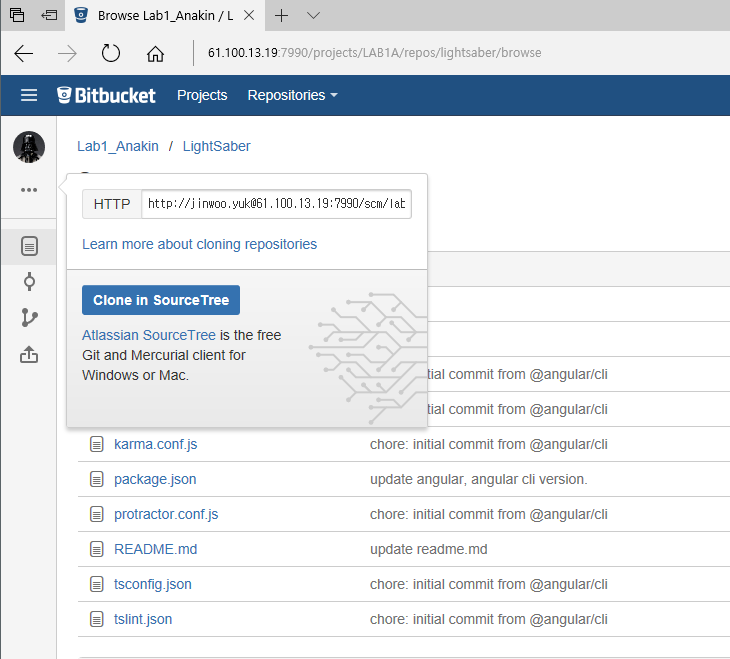 Browse Lab1_Anakin / L
61.100.13.19:7990/projects/LAB1A/repos/lightsaber/browse
Bitbucket Projects Repositories
Lab1_Anakin / LightSaber
HTTP http://jinwoo.yuk@61.100.13.19:7990/scm/lab
Learn more about cloning repositories
Clone in SourceTree
Atlassian SourceTree is the free
Git and Mercurial client for
Windows or Mac.
tial commit from @angular/cli
tial commit from @angular/cli
karma.conf.js chore: initial commit from @angular/cli
package.json update angular, angular cli version.
protractor.conf.js chore: initial commit from @angular/cli
README.md update readme.md
tsconfig.json chore: initial commit from @angular/cli
tslint.json chore: initial commit from @angular/cli